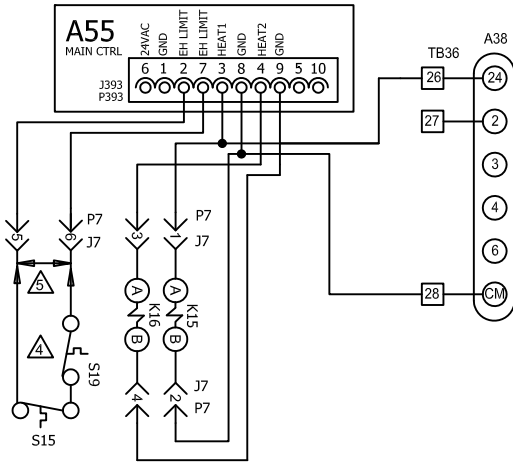 A55
MAIN CTRL
24VAC
GND
EH LIMIT
EH LIMIT
HEAT1
GND
HEAT2
GND
6 1 2 7 3 8 4 9 5 10
J393
P393
TB36
A38
26
24
27
2
3
4
6
28
CM
5
6
P7
J7
3
1
P7
J7
5
4
S19
S15
A
B
K16
A
B
K15
4
2
J7
P7